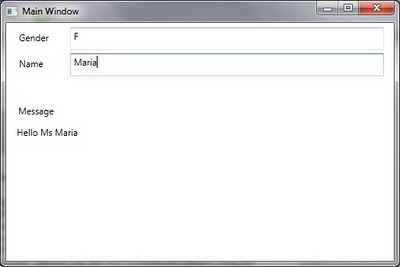 Main Window
Gender F
Name Maria
Message
Hello Ms Maria